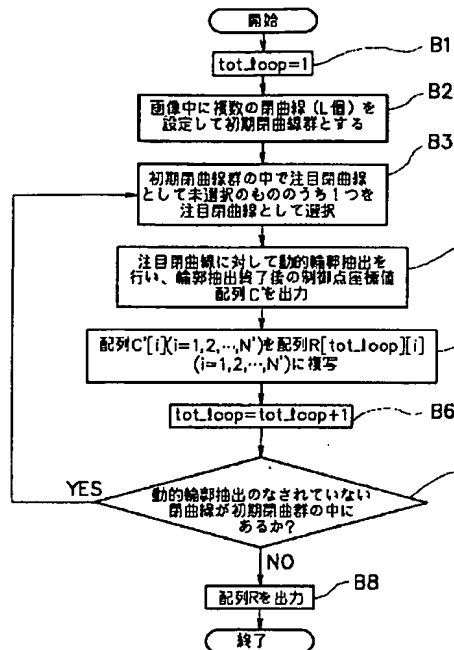 開始
tot_loop=1
B1
画像中に複数の閉曲線(L個)を
設定して初期閉曲線群とする
B2
初期閉曲線群の中で注目閉曲線
として未選択のもののうち1つを
注目閉曲線として選択
B3
注目閉曲線に対して動的輪郭抽出を
行い、輪郭抽出終了後の制御点座標値
配列C'を出力
配列C'[i](i=1,2,…,N')を配列R[tot_loop][i]
(i=1,2,…,N')に複写
tot_loop=tot_loop+1
B6
YES
動的輪郭抽出のなされていない
閉曲線が初期閉曲群の中に
あるか?
NO
配列Rを出力
B8
終了